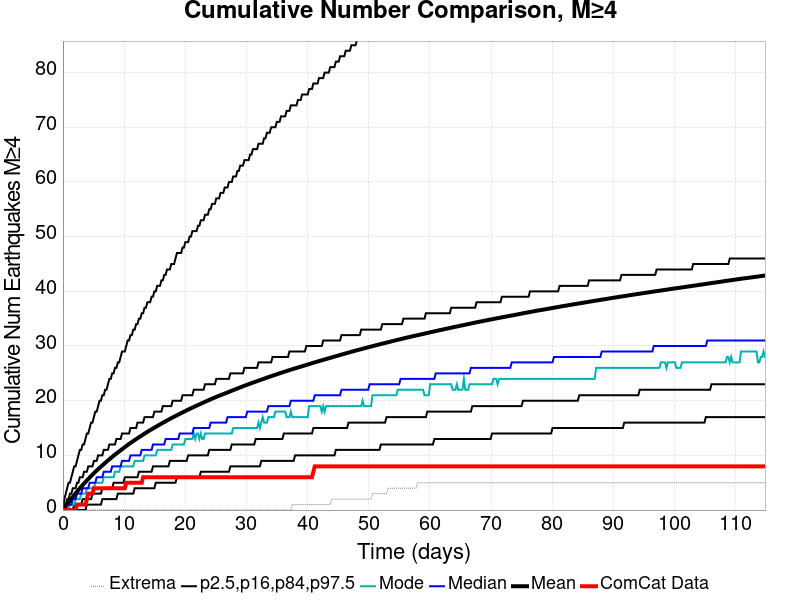 Cumulative Number Comparison, M≥4
Cumulative Num Earthquakes M≥4
80
70
60
50
40
30
20
10
0
0 10 20 30 40 50 60 70 80 90 100 110
Time (days)
Extrema p2.5,p16,p84,p97.5 Mode Median Mean ComCat Data